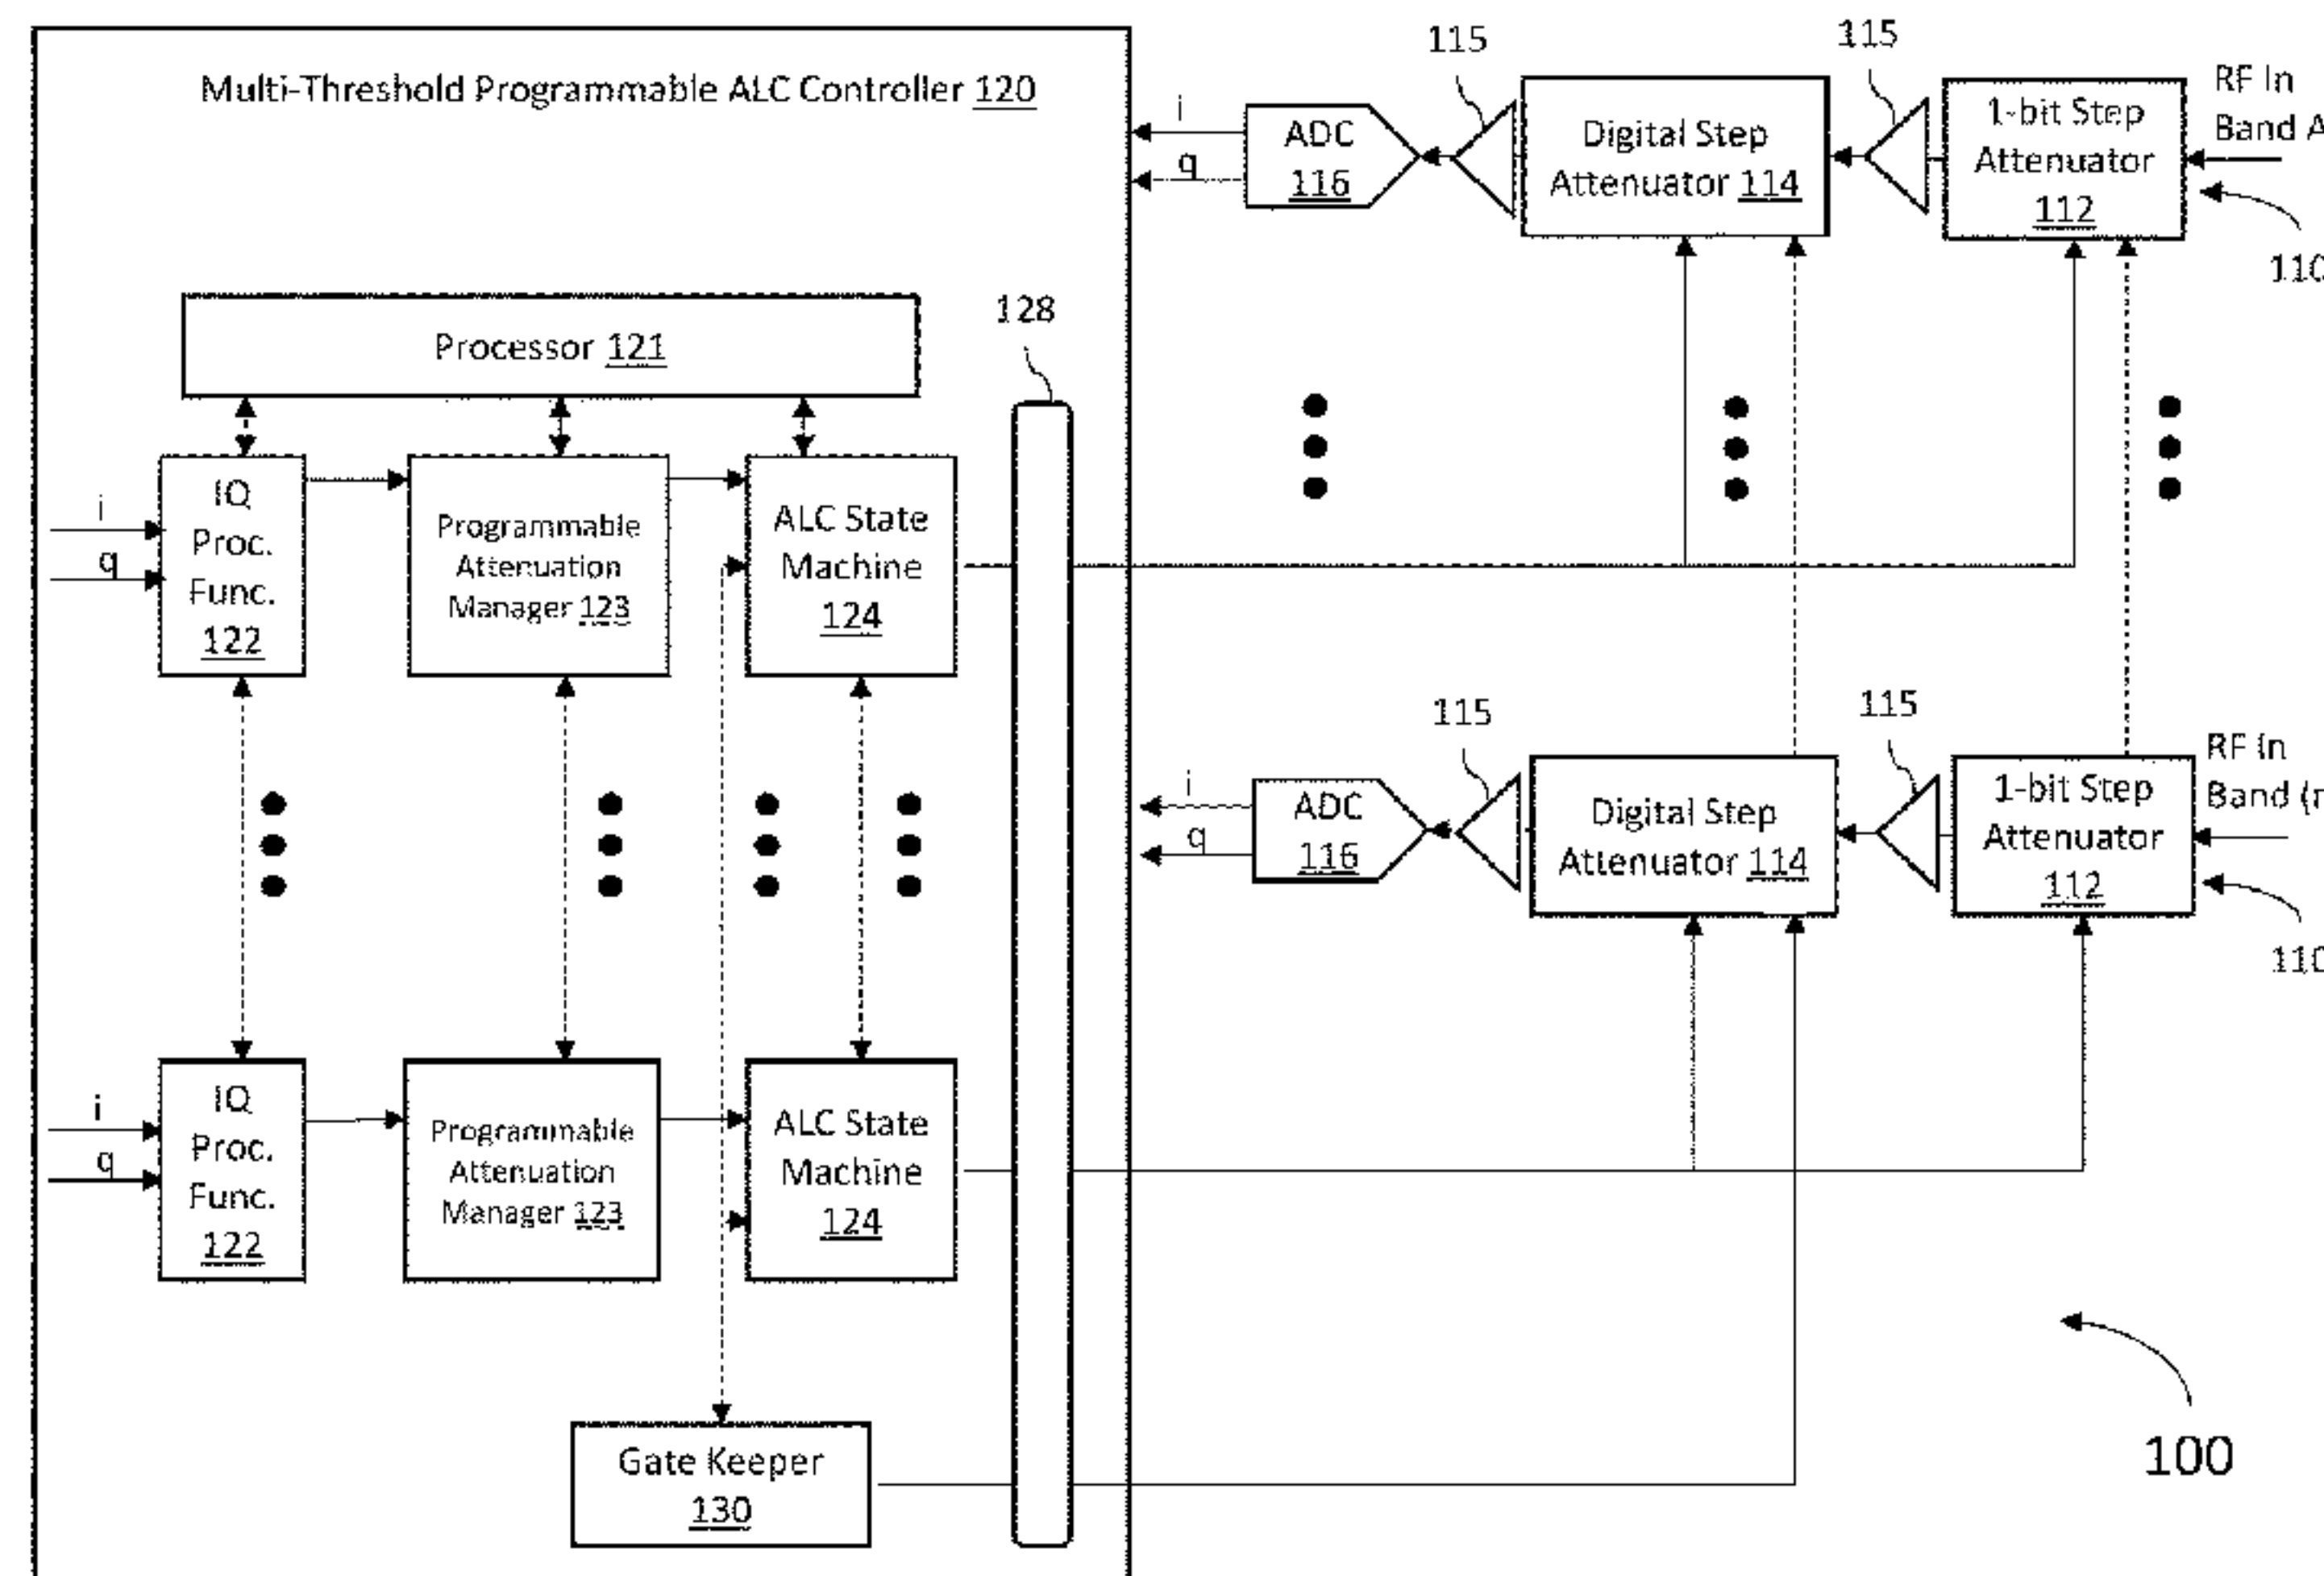 Multi-Threshold Programmable ALC Controller 120
115
115
RF In
Band A
i
q
ADC
116
Digital Step
Attenuator 114
1-bit Step
Attenuator
112
110
Processor 121
128
i
q
IQ
Proc.
Func.
122
Programmable
Attenuation
Manager 123
ALC State
Machine
124
115
115
RF In
Band (n
i
q
ADC
116
Digital Step
Attenuator 114
1-bit Step
Attenuator
112
110
i
q
IQ
Proc.
Func.
122
Programmable
Attenuation
Manager 123
ALC State
Machine
124
Gate Keeper
130
100